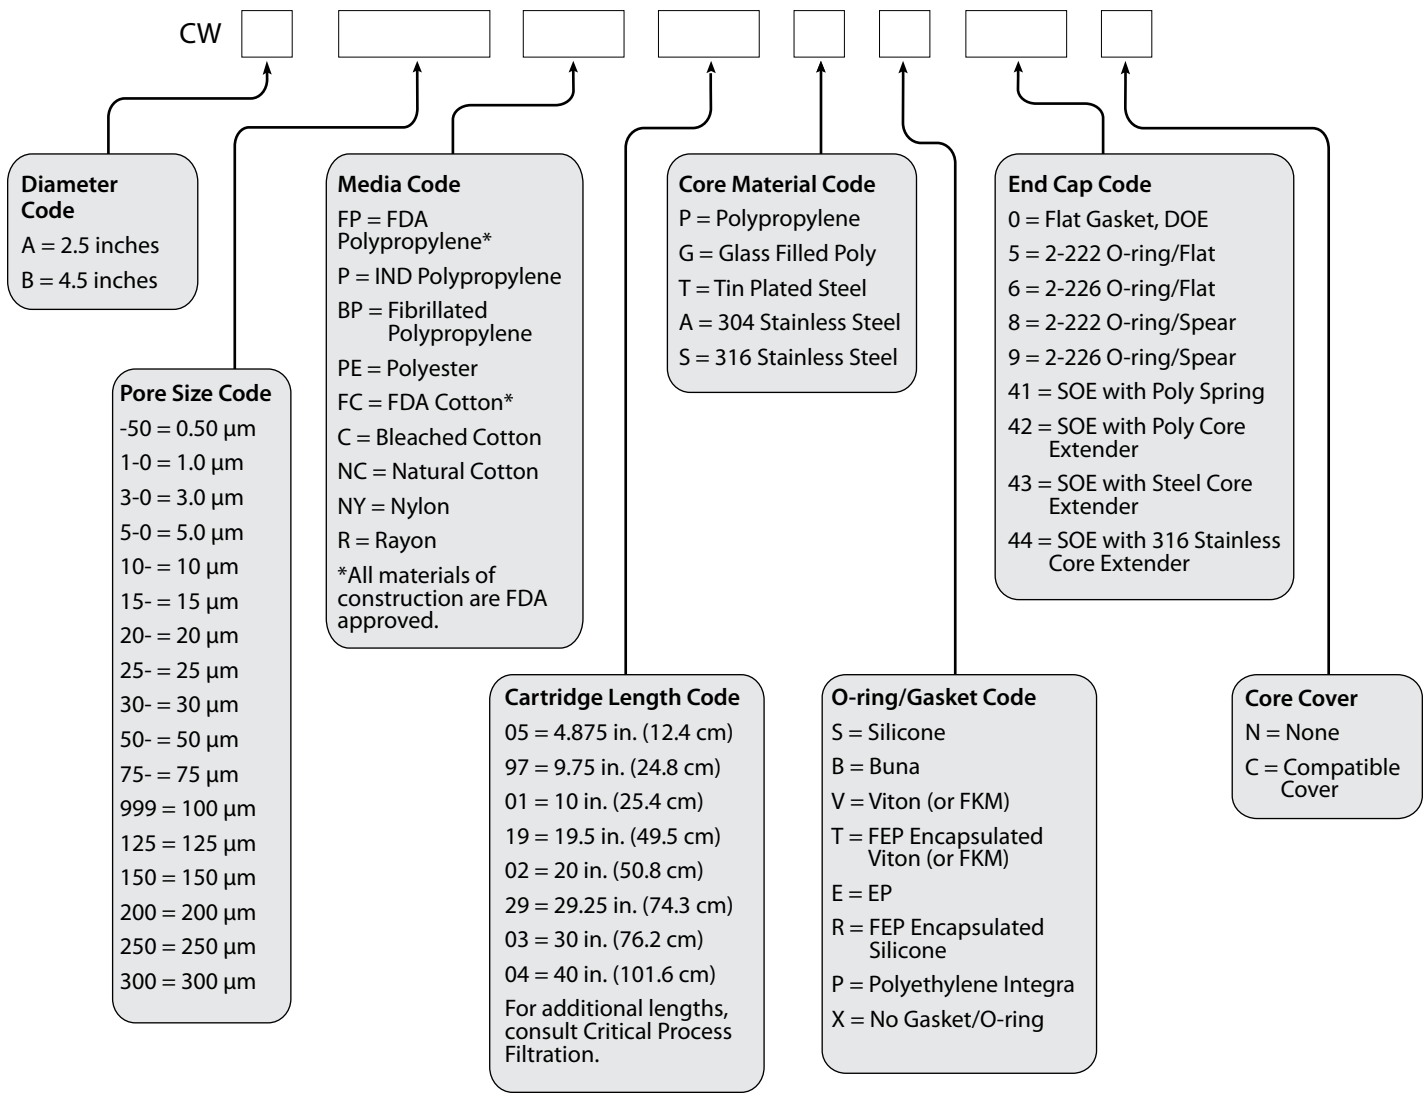 CW
Diameter
Code
A = 2.5 inches
B = 4.5 inches
Pore Size Code
-50 = 0.50 µm
1-0 = 1.0 µm
3-0 = 3.0 µm
5-0 = 5.0 µm
10- = 10 µm
15- = 15 µm
20- = 20 µm
25- = 25 µm
30- = 30 µm
50- = 50 µm
75- = 75 µm
999 = 100 µm
125 = 125 µm
150 = 150 µm
200 = 200 µm
250 = 250 µm
300 = 300 µm
Media Code
FP = FDA
Polypropylene*
P = IND Polypropylene
BP = Fibrillated
Polypropylene
PE = Polyester
FC = FDA Cotton*
C = Bleached Cotton
NC = Natural Cotton
NY = Nylon
R = Rayon
*All materials of
construction are FDA
approved.
Cartridge Length Code
05 = 4.875 in. (12.4 cm)
97 = 9.75 in. (24.8 cm)
01 = 10 in. (25.4 cm)
19 = 19.5 in. (49.5 cm)
02 = 20 in. (50.8 cm)
29 = 29.25 in. (74.3 cm)
03 = 30 in. (76.2 cm)
04 = 40 in. (101.6 cm)
For additional lengths,
consult Critical Process
Filtration.
Core Material Code
P = Polypropylene
G = Glass Filled Poly
T = Tin Plated Steel
A = 304 Stainless Steel
S = 316 Stainless Steel
O-ring/Gasket Code
S = Silicone
B = Buna
V = Viton (or FKM)
T = FEP Encapsulated
Viton (or FKM)
E = EP
R = FEP Encapsulated
Silicone
P = Polyethylene Integra
X = No Gasket/O-ring
End Cap Code
0 = Flat Gasket, DOE
5 = 2-222 O-ring/Flat
6 = 2-226 O-ring/Flat
8 = 2-222 O-ring/Spear
9 = 2-226 O-ring/Spear
41 = SOE with Poly Spring
42 = SOE with Poly Core
Extender
43 = SOE with Steel Core
Extender
44 = SOE with 316 Stainless
Core Extender
Core Cover
N = None
C = Compatible
Cover